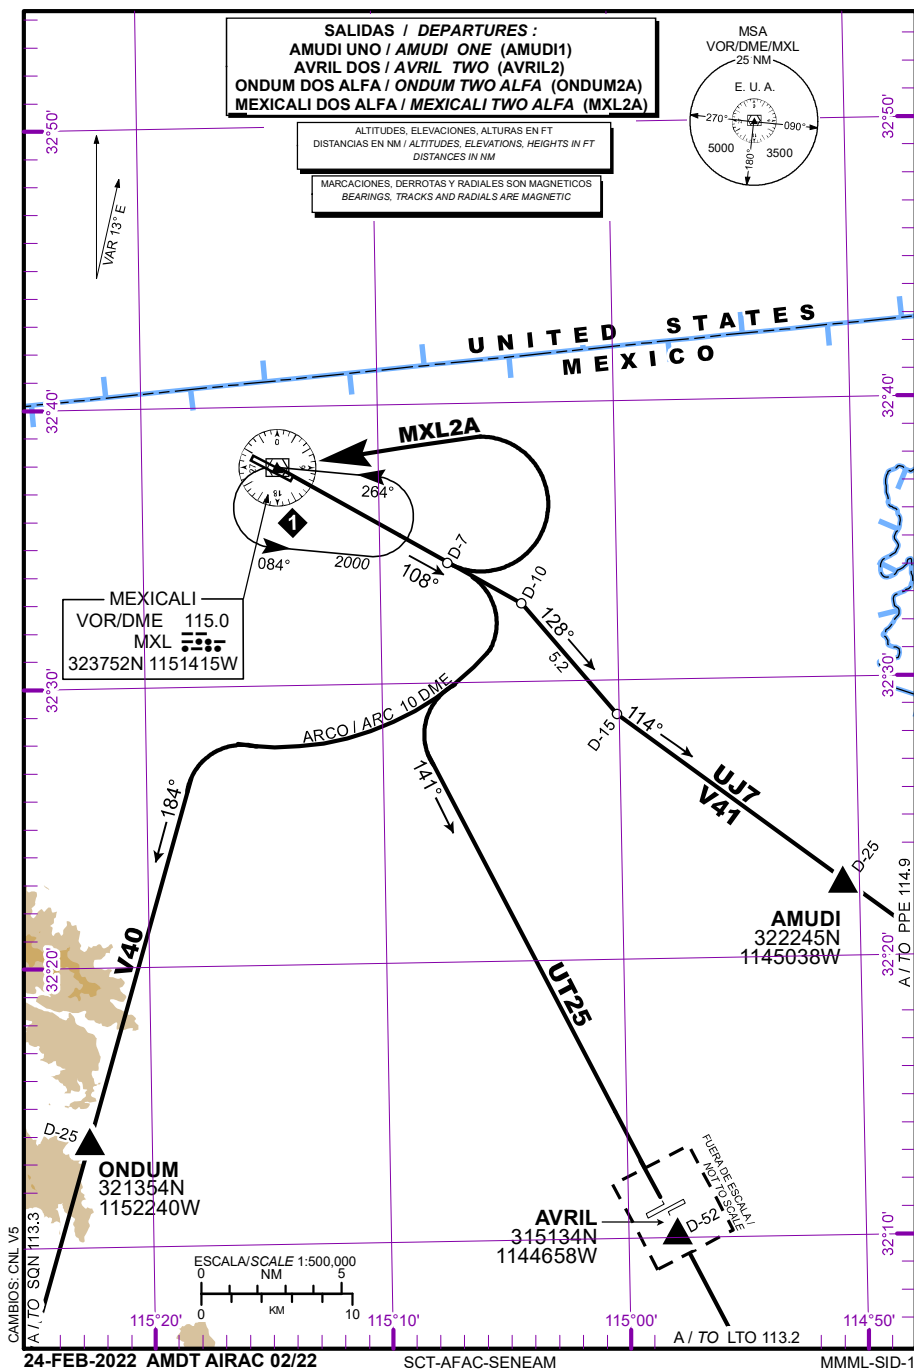 SALIDAS / DEPARTURES :
AMUDI UNO / AMUDI ONE (AMUDI1)
AVRIL DOS / AVRIL TWO (AVRIL2)
ONDUM DOS ALFA / ONDUM TWO ALFA (ONDUM2A)
MEXICALI DOS ALFA / MEXICALI TWO ALFA (MXL2A)
ALTITUDES, ELEVACIONES, ALTURAS EN FT
DISTANCIAS EN NM / ALTITUDES, ELEVATIONS, HEIGHTS IN FT
DISTANCES IN NM
MARCACIONES, DERROTAS Y RADIALES SON MAGNETICOS
BEARINGS, TRACKS AND RADIALS ARE MAGNETIC
MSA
VOR/DME/MXL
25 NM
E. U. A.
270°
090°
5000
3500
180°
32°50'
32°50'
VAR 13° E
UNITED STATES
MEXICO
32°40'
32°40'
MXL2A
0
27
9
18
264°
1
084°
2000
D-7
108°
D-10
128°
5.2
MEXICALI
VOR/DME 115.0
MXL
323752N 1151415W
32°30'
32°30'
ARCO / ARC 10 DME
D-15
114°
184°
141°
UJ7
V41
D-25
AMUDI
322245N
1145038W
A / TO PPE 114.9
V40
32°20'
32°20'
UT25
D-25
ONDUM
321354N
1152240W
FUERA DE ESCALA /
NOT TO SCALE
AVRIL
315134N
1144658W
D-52
32°10'
CAMBIOS: CNL V5
A / TO SQN 113.3
ESCALA/SCALE 1:500,000
0 NM 5
0 KM 10
115°20'
115°10'
115°00'
114°50'
A / TO LTO 113.2
24-FEB-2022 AMDT AIRAC 02/22
SCT-AFAC-SENEAM
MMML-SID-1